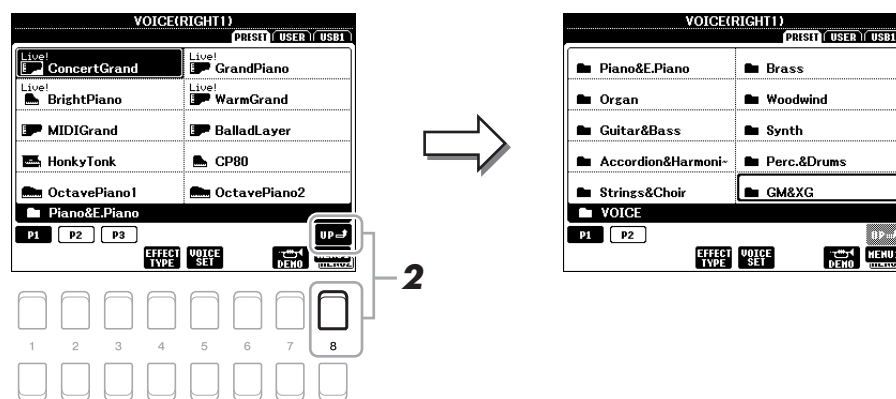 VOICE(RIGHT1)
PRESET USER USB1
Live! ConcertGrand Live! GrandPiano
Live! BrightPiano Live! WarmGrand
MIDIGrand BalladLayer
HonkyTonk CP80
OctavePiano1 OctavePiano2
Piano&E.Piano
P1 P2 P3 UP
EFFECT TYPE VOICE SET DEMO MENU2
2
1 2 3 4 5 6 7 8
VOICE(RIGHT1)
PRESET USER USB1
Piano&E.Piano Brass
Organ Woodwind
Guitar&Bass Synth
Accordion&Harmoni~ Perc.&Drums
Strings&Choir GM&XG
VOICE
P1 P2 UP
EFFECT TYPE VOICE SET DEMO MENU1